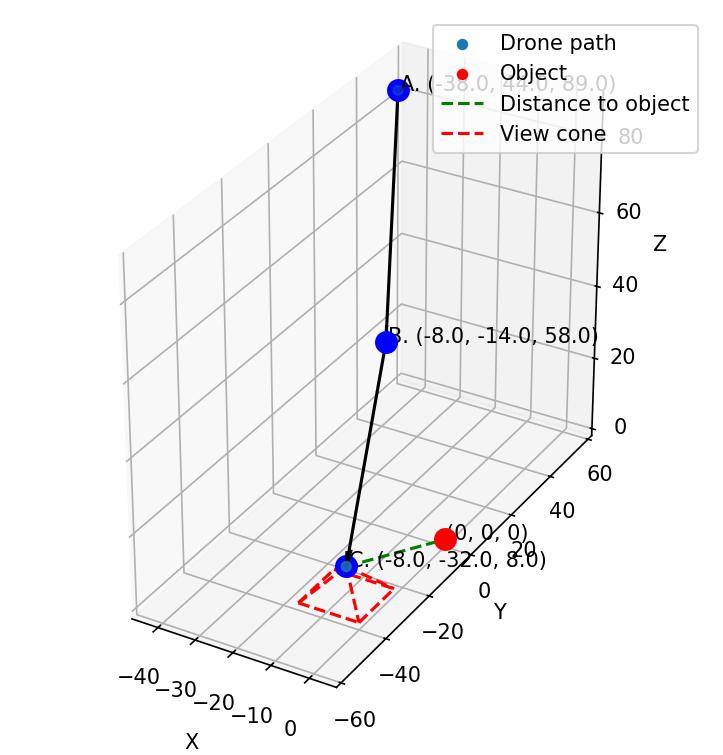 Drone path
Object
Distance to object
View cone
A. (-38.0, 44.0, 89.0)
80
60
Z
40
B. (-8.0, -14.0, 58.0)
20
0
60
40
(0, 0, 0)
20
C. (-8.0, -32.0, 8.0)
0
Y
−20
−40
−40
−30
−20
−10
0
−60
X